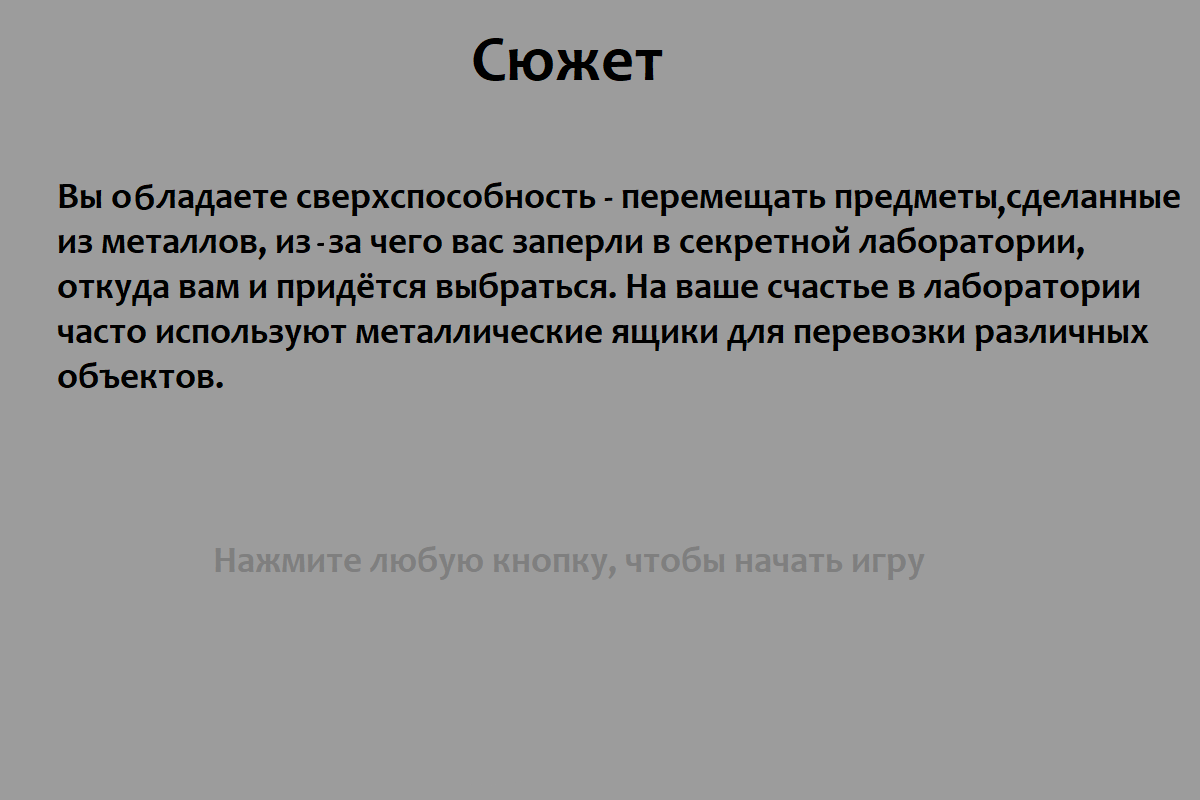 Сюжет
Вы обладаете сверхспособность - перемещать предметы,сделанные
из металлов, из-за чего вас заперли в секретной лаборатории,
откуда вам и придётся выбраться. На ваше счастье в лаборатории
часто используют металлические ящики для перевозки различных
объектов.
Нажмите любую кнопку, чтобы начать игру